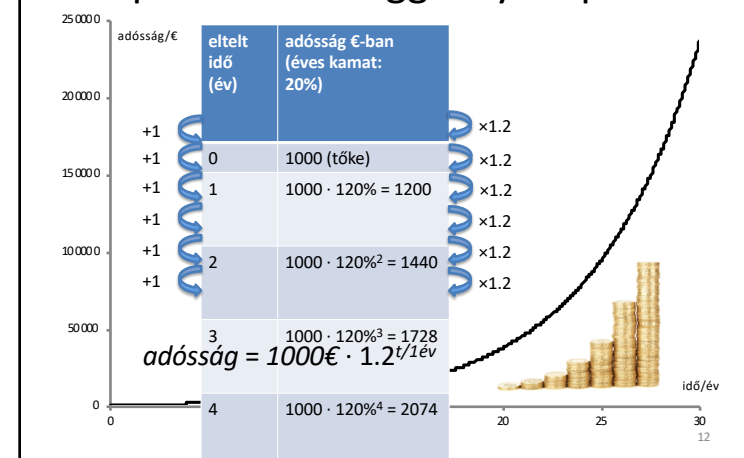 250000
adósság/€
eltelt idő (év)
adósság €-ban (éves kamat: 20%)
200000
+1
×1.2
+1
0
1000 (tőke)
×1.2
150000
+1
1
1000 · 120% = 1200
×1.2
+1
×1.2
100000
+1
2
1000 · 120%² = 1440
×1.2
+1
×1.2
50000
3
1000 · 120%³ = 1728
adósság = 1000€ · 1.2^t/1év
idő/év
0
4
1000 · 120%⁴ = 2074
0
20
25
30
12